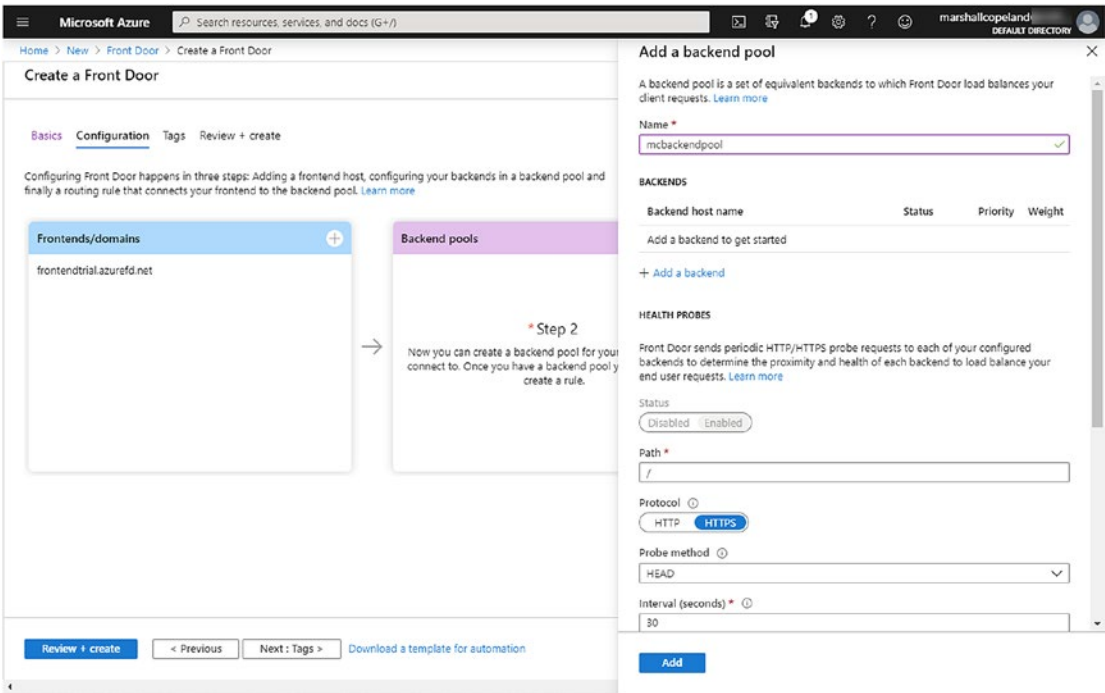 Microsoft Azure
Search resources, services, and docs (G+/)
1
marshallcopeland
DEFAULT DIRECTORY
Home > New > Front Door > Create a Front Door
Create a Front Door
Basics Configuration Tags Review + create
Configuring Front Door happens in three steps: Adding a frontend host, configuring your backends in a backend pool and
finally a routing rule that connects your frontend to the backend pool. Learn more
Frontends/domains
frontendtrial.azurefd.net
Backend pools
* Step 2
Now you can create a backend pool for your
connect to. Once you have a backend pool y
create a rule.
Review + create
< Previous
Next : Tags >
Download a template for automation
Add a backend pool
A backend pool is a set of equivalent backends to which Front Door load balances your
client requests. Learn more
Name *
mcbackendpool
BACKENDS
Backend host name Status Priority Weight
Add a backend to get started
+ Add a backend
HEALTH PROBES
Front Door sends periodic HTTP/HTTPS probe requests to each of your configured
backends to determine the proximity and health of each backend to load balance your
end user requests. Learn more
Status
Disabled Enabled
Path *
/
Protocol
HTTP HTTPS
Probe method
HEAD
Interval (seconds) *
30
Add